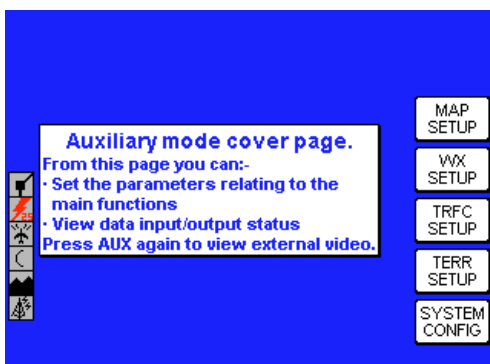 Auxiliary mode cover page.
From this page you can:-
· Set the parameters relating to the
main functions
· View data input/output status
Press AUX again to view external video.
25
MAP
SETUP
WX
SETUP
TRFC
SETUP
TERR
SETUP
SYSTEM
CONFIG